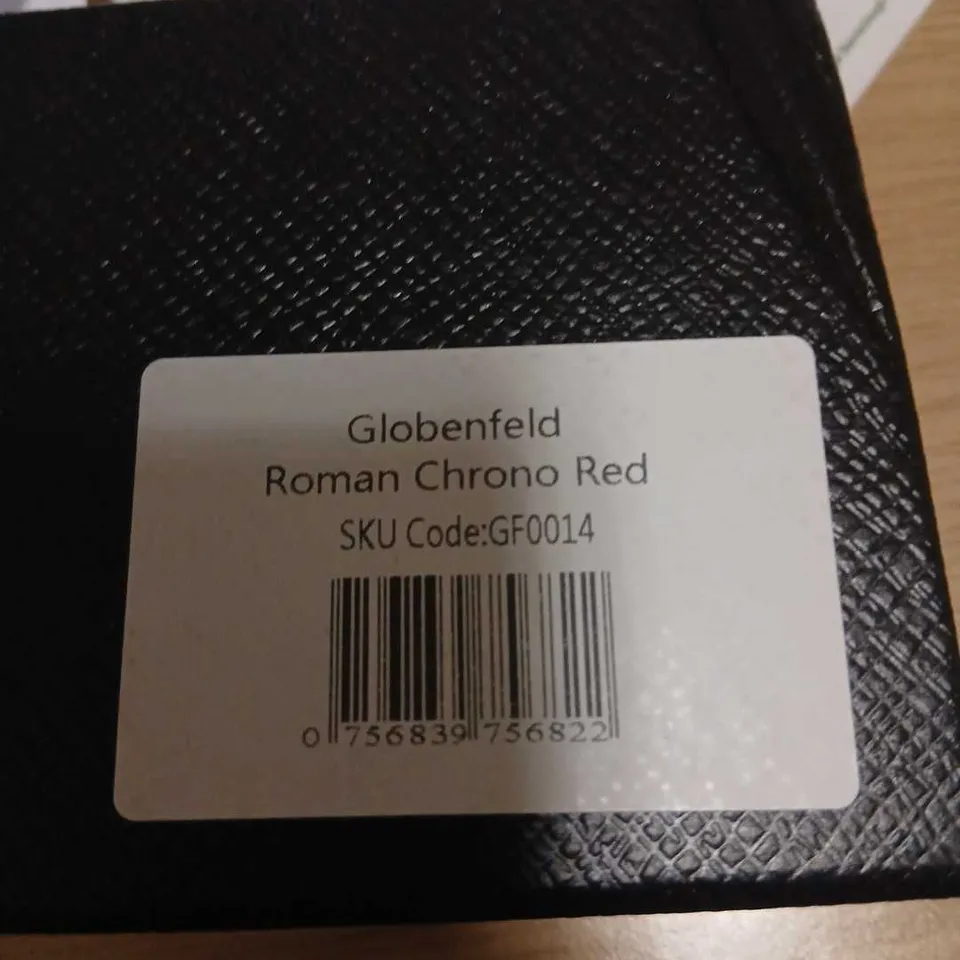 Globenfeld
Roman Chrono Red
SKU Code:GF0014
0 756839 756822